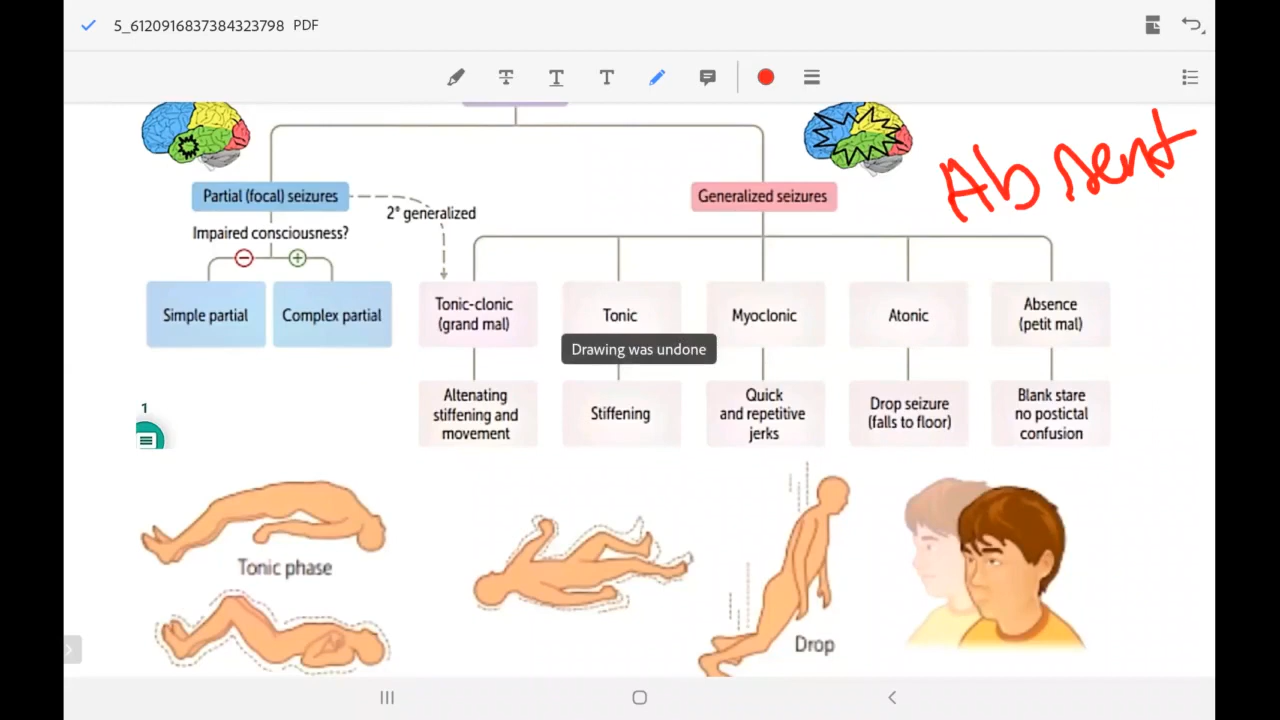 5_6120916837384323798 PDF
Absent
Partial (focal) seizures
2° generalized
Generalized seizures
Impaired consciousness?
Simple partial
Complex partial
Tonic-clonic
(grand mal)
Tonic
Myoclonic
Atonic
Absence
(petit mal)
Drawing was undone
Altenating
stiffening and
movement
Stiffening
Quick
and repetitive
jerks
Drop seizure
(falls to floor)
Blank stare
no postictal
confusion
1
Tonic phase
Drop